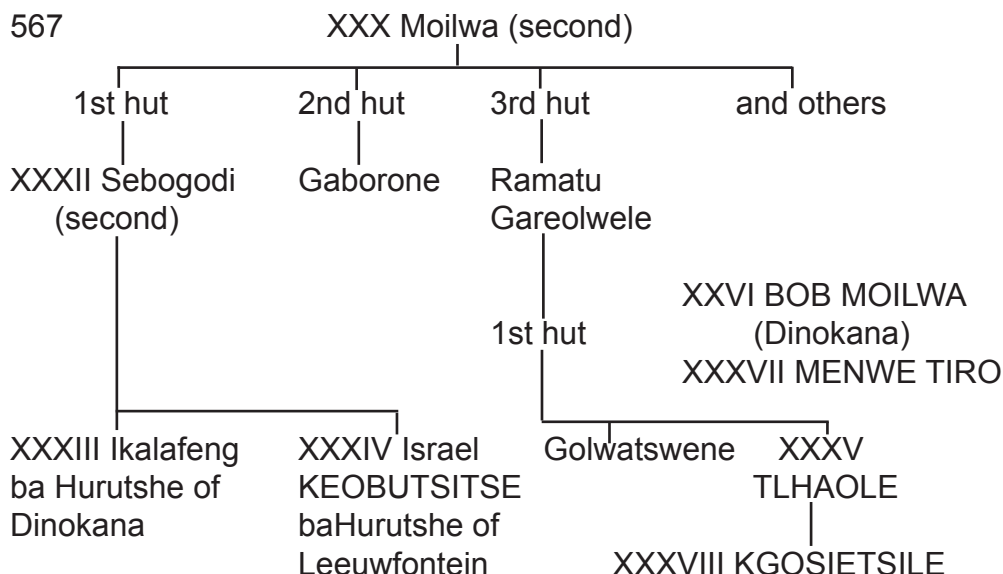 567
XXX Moilwa (second)
1st hut
2nd hut
3rd hut
and others
XXXII Sebogodi
(second)
Gaborone
Ramatu
Gareolwele
1st hut
XXVI BOB MOILWA
(Dinokana)
XXXVII MENWE TIRO
XXXIII Ikalafeng
ba Hurutshe of
Dinokana
XXXIV Israel
KEOBUTSITSE
baHurutshe of
Leeuwfontein
Golwatswene
XXXV
TLHAOLE
XXXVIII KGOSIETSILE